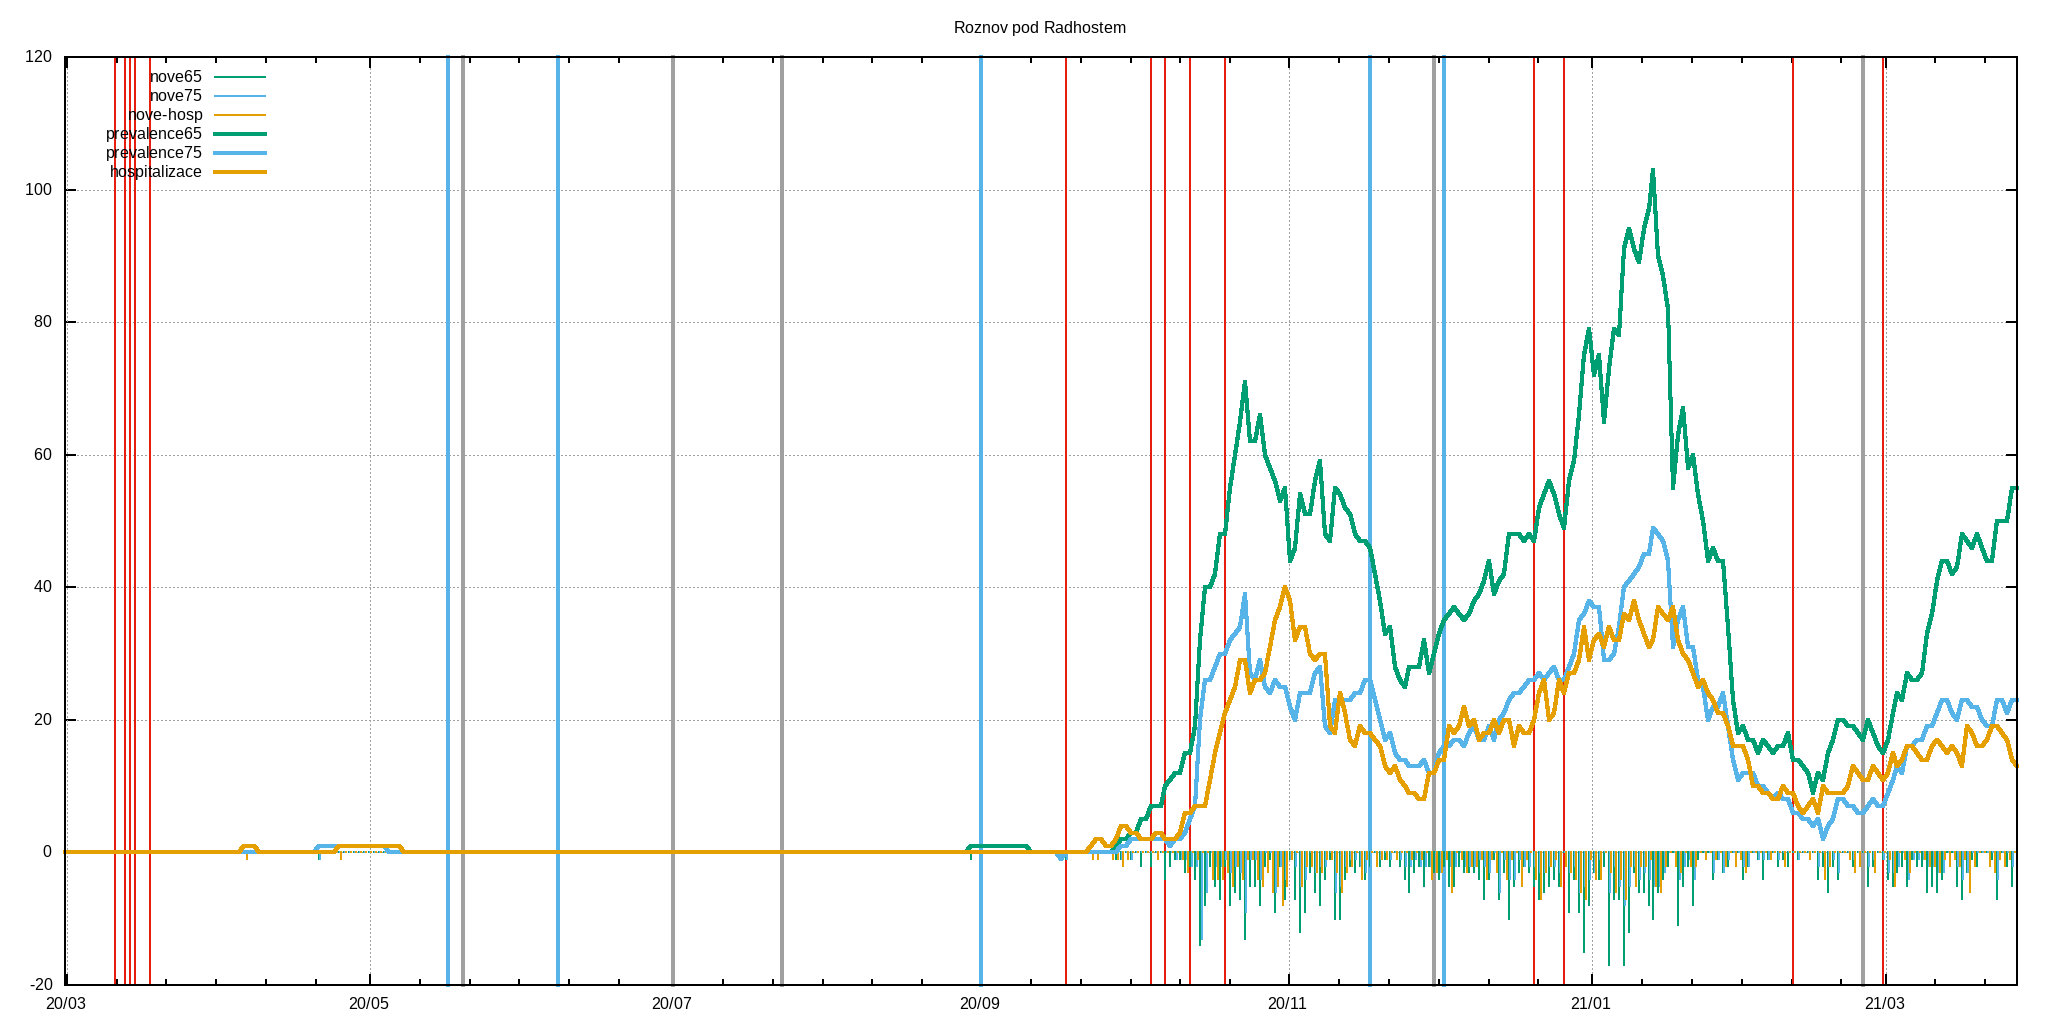 Roznov pod Radhostem
120
100
80
60
40
20
0
-20
nove65
nove75
nove-hosp
prevalence65
prevalence75
hospitalizace
20/03 20/05 20/07 20/09 20/11 21/01 21/03